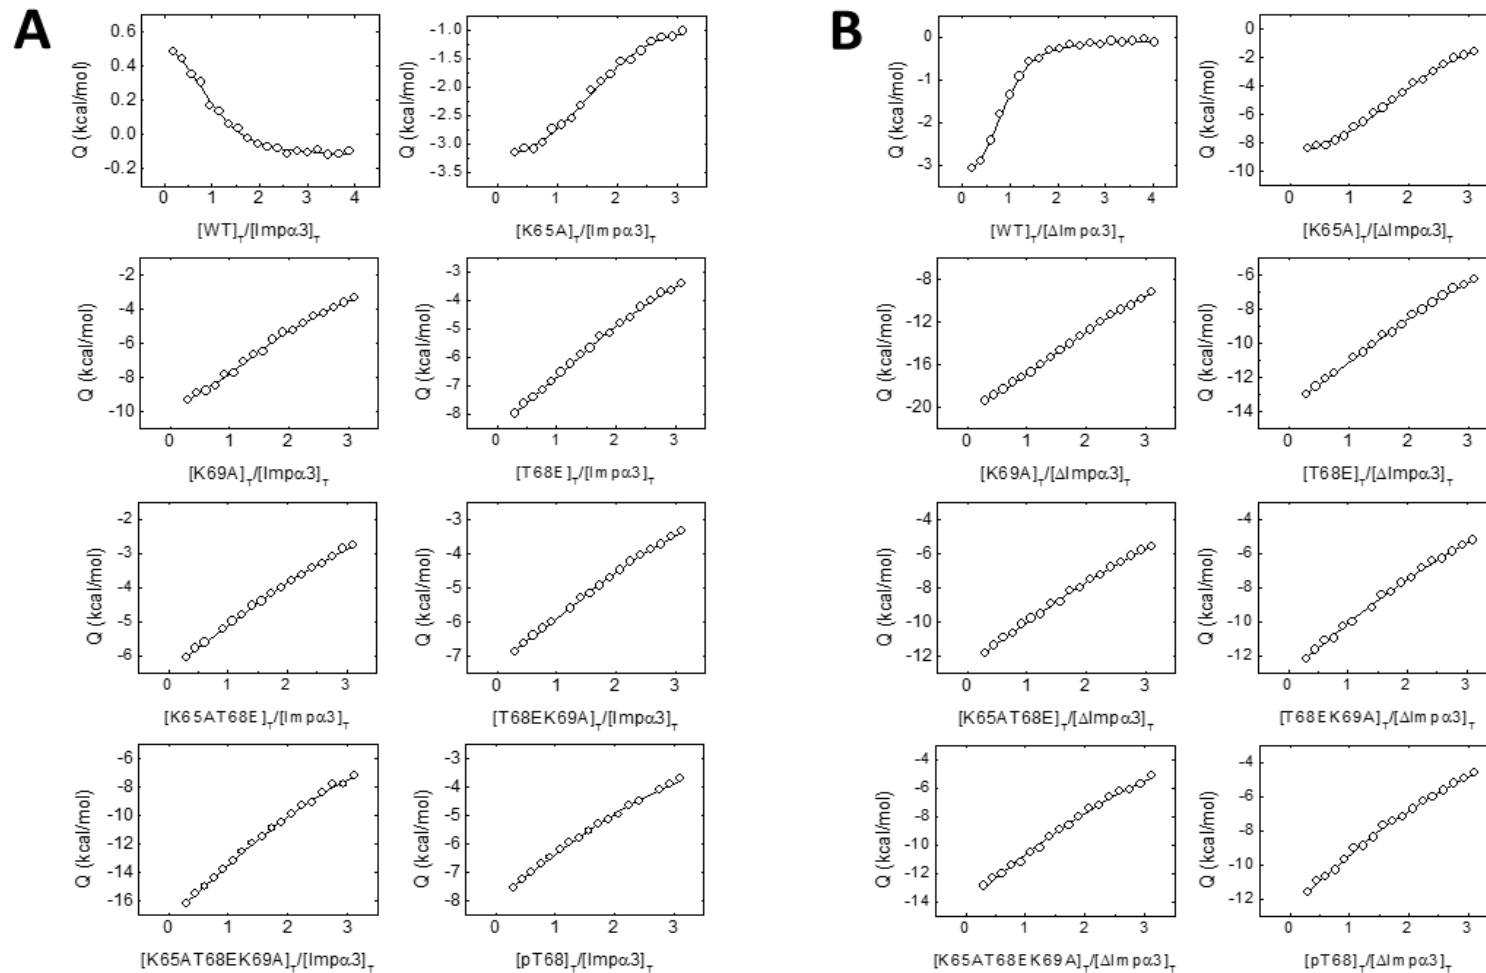 A
0.6
0.4
0.2
0.0
-0.2
Q (kcal/mol)
0 1 2 3 4
[WT]T/[Impα3]T
-1.0
-1.5
-2.0
-2.5
-3.0
-3.5
Q (kcal/mol)
0 1 2 3
[K65A]T/[Impα3]T
B
0
-1
-2
-3
Q (kcal/mol)
0 1 2 3 4
[WT]T/[ΔImpα3]T
0
-2
-4
-6
-8
-10
Q (kcal/mol)
0 1 2 3
[K65A]T/[ΔImpα3]T
-2
-4
-6
-8
-10
Q (kcal/mol)
0 1 2 3
[K69A]T/[Impα3]T
-3
-4
-5
-6
-7
-8
Q (kcal/mol)
0 1 2 3
[T68E]T/[Impα3]T
-8
-12
-16
-20
Q (kcal/mol)
0 1 2 3
[K69A]T/[ΔImpα3]T
-6
-8
-10
-12
-14
Q (kcal/mol)
0 1 2 3
[T68E]T/[ΔImpα3]T
-2
-3
-4
-5
-6
Q (kcal/mol)
0 1 2 3
[K65AT68E]T/[Impα3]T
-3
-4
-5
-6
-7
Q (kcal/mol)
0 1 2 3
[T68EK69A]T/[Impα3]T
-4
-6
-8
-10
-12
Q (kcal/mol)
0 1 2 3
[K65AT68E]T/[ΔImpα3]T
-4
-6
-8
-10
-12
Q (kcal/mol)
0 1 2 3
[T68EK69A]T/[ΔImpα3]T
-6
-8
-10
-12
-14
-16
Q (kcal/mol)
0 1 2 3
[K65AT68EK69A]T/[Impα3]T
-3
-4
-5
-6
-7
-8
Q (kcal/mol)
0 1 2 3
[pT68]T/[Impα3]T
-4
-6
-8
-10
-12
-14
Q (kcal/mol)
0 1 2 3
[K65AT68EK69A]T/[ΔImpα3]T
-4
-6
-8
-10
-12
Q (kcal/mol)
0 1 2 3
[pT68]T/[ΔImpα3]T